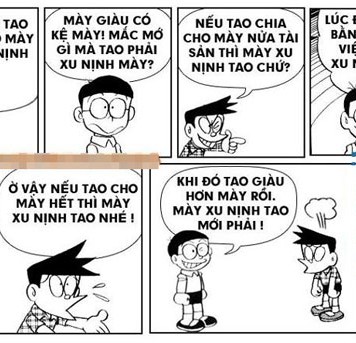 TAO
MÀY
NỊNH
MÀY GIÀU CÓ
KỆ MÀY! MẮC MỚ
GÌ MÀ TAO PHẢI
XU NỊNH MÀY?
NẾU TAO CHIA
CHO MÀY NỬA TÀI
SẢN THÌ MÀY XU
NỊNH TAO CHỨ?
LÚC Đ
BẰN
VIỆ
XU N
Ờ VẬY NẾU TAO CHO
MÀY HẾT THÌ MÀY
XU NỊNH TAO NHÉ !
KHI ĐÓ TAO GIÀU
HƠN MÀY RỒI.
MÀY XU NỊNH TAO
MỚI PHẢI !